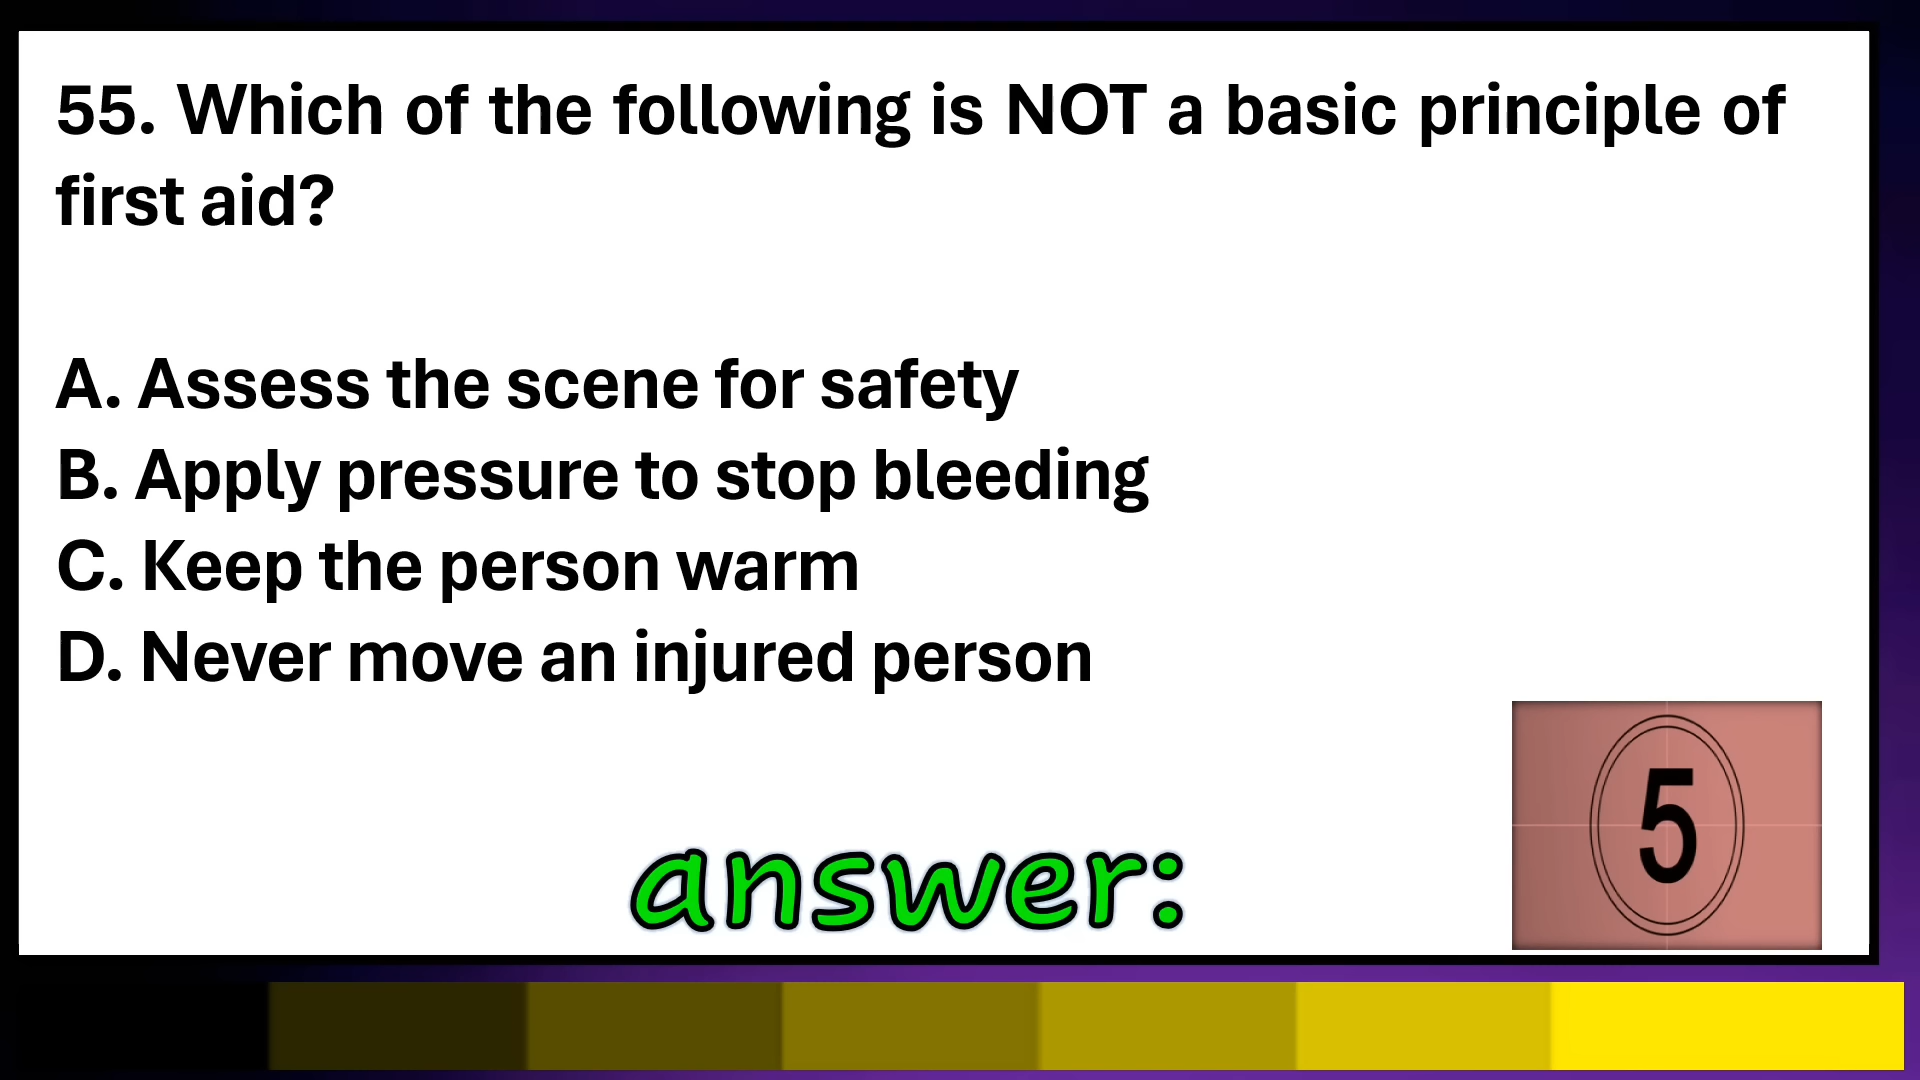 55. Which of the following is NOT a basic principle of
first aid?
A. Assess the scene for safety
B. Apply pressure to stop bleeding
C. Keep the person warm
D. Never move an injured person
5
answer: